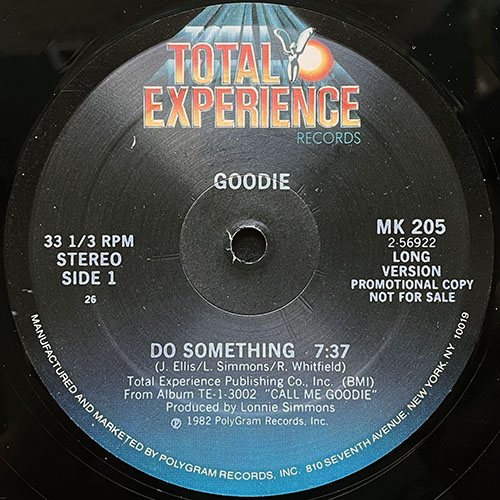 TOTAL
EXPERIENCE
RECORDS
GOODIE
33 1/3 RPM
STEREO
SIDE 1
26
MK 205
2-56922
LONG
VERSION
PROMOTIONAL COPY
NOT FOR SALE
DO SOMETHING 7:37
(J. Ellis/L. Simmons/R. Whitfield)
Total Experience Publishing Co., Inc. (BMI)
From Album TE-1-3002 "CALL ME GOODIE"
Produced by Lonnie Simmons
℗ 1982 PolyGram Records, Inc.
MANUFACTURED AND MARKETED BY POLYGRAM RECORDS, INC. 810 SEVENTH AVENUE, NEW YORK, NY 10019